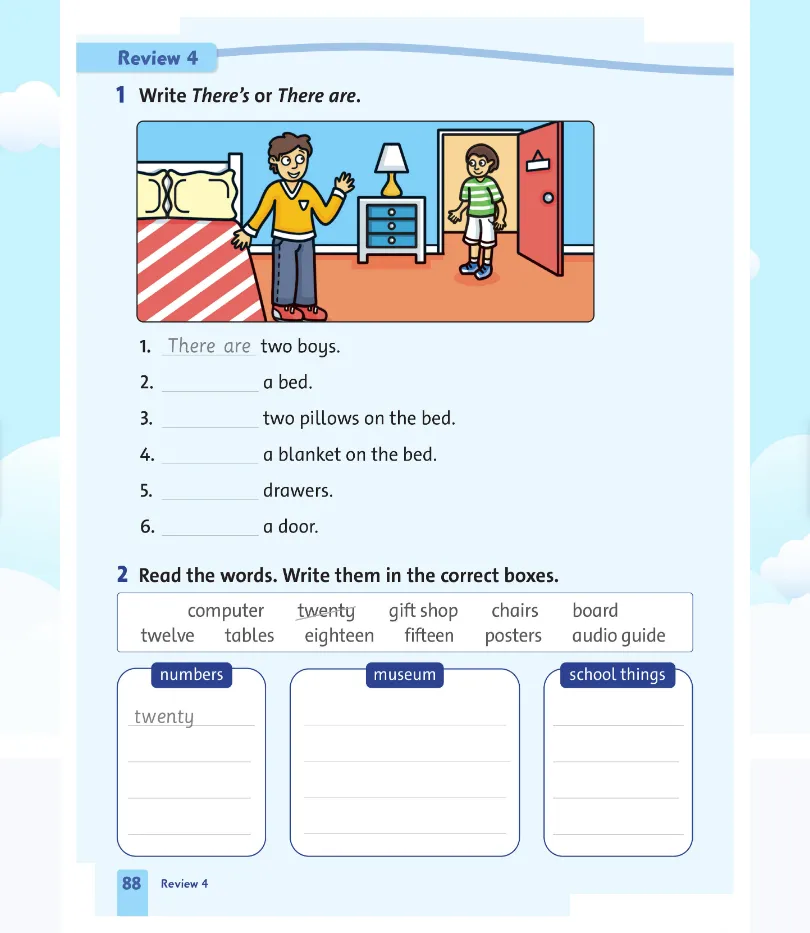 Review 4
1 Write There's or There are.
1. There are two boys.
2. __________ a bed.
3. __________ two pillows on the bed.
4. __________ a blanket on the bed.
5. __________ drawers.
6. __________ a door.
2 Read the words. Write them in the correct boxes.
computer twenty gift shop chairs board
twelve tables eighteen fifteen posters audio guide
numbers museum school things
twenty
88 Review 4